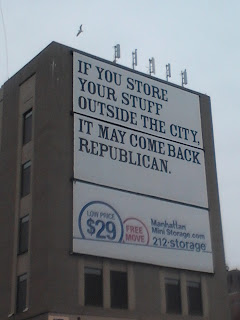 IF YOU STORE
YOUR STUFF
OUTSIDE THE CITY,
IT MAY COME BACK
REPUBLICAN.
LOW PRICE
$29
FREE
MOVE
Manhattan
Mini Storage.com
212-storage